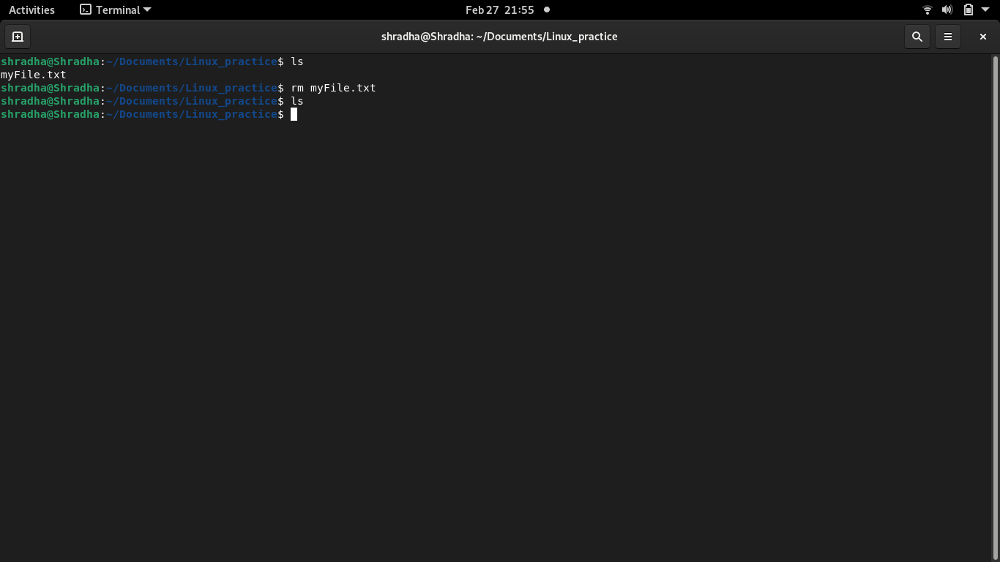 Activities Terminal Feb 27 21:55
shradha@Shradha: ~/Documents/Linux_practice
shradha@Shradha:~/Documents/Linux_practice$ ls
myFile.txt
shradha@Shradha:~/Documents/Linux_practice$ rm myFile.txt
shradha@Shradha:~/Documents/Linux_practice$ ls
shradha@Shradha:~/Documents/Linux_practice$